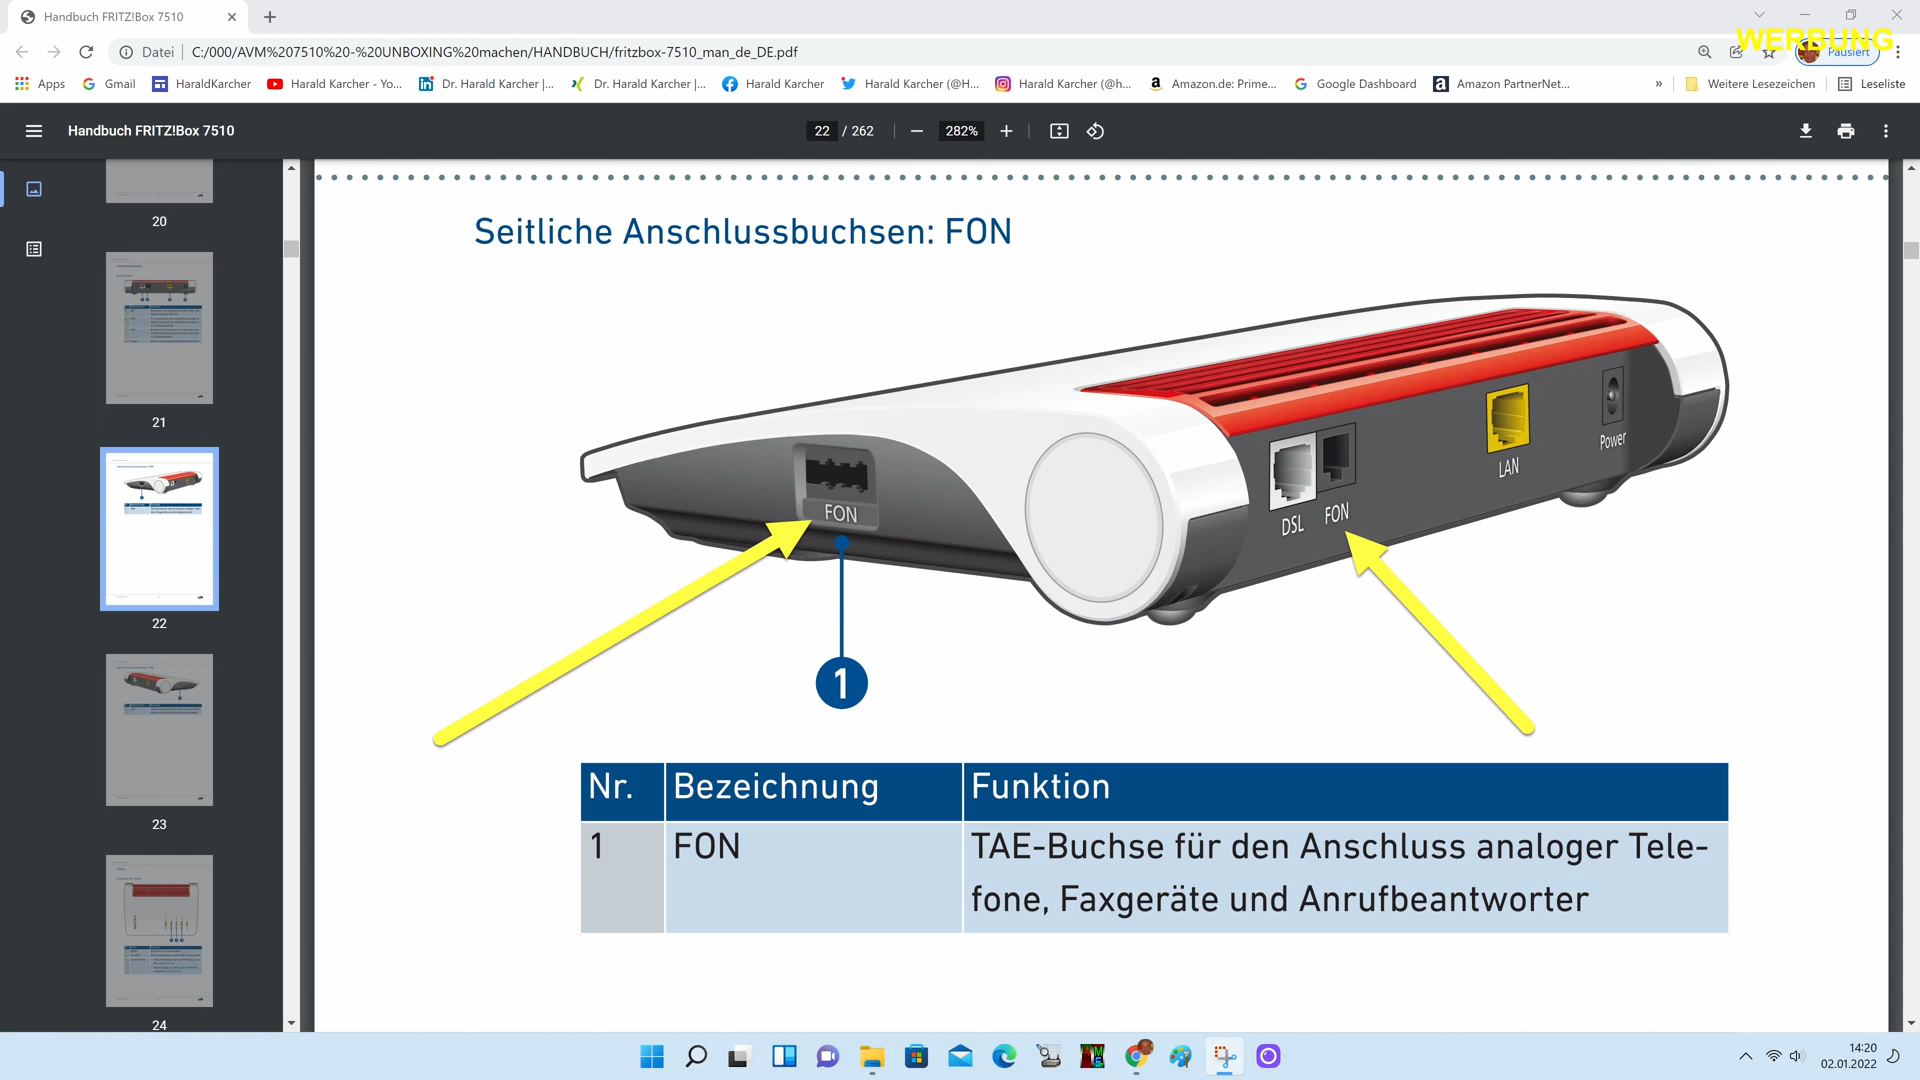 Handbuch FRITZ!Box 7510
WERBUNG
Datei C:/000/AVM%207510%20-%20UNBOXING%20machen/HANDBUCH/fritzbox-7510_man_de_DE.pdf
Pausiert
Apps Gmail HaraldKarcher Harald Karcher - Yo... Dr. Harald Karcher |... Dr. Harald Karcher |... Harald Karcher Harald Karcher (@H... Harald Karcher (@h... Amazon.de: Prime... Google Dashboard Amazon PartnerNet... » Weitere Lesezeichen Leseliste
Handbuch FRITZ!Box 7510 22 / 262 282%
20
21
22
23
24
Seitliche Anschlussbuchsen: FON
FON
DSL
FON
LAN
Power
1
Nr. Bezeichnung Funktion
1 FON TAE-Buchse für den Anschluss analoger Tele-
fone, Faxgeräte und Anrufbeantworter
14:20
02.01.2022